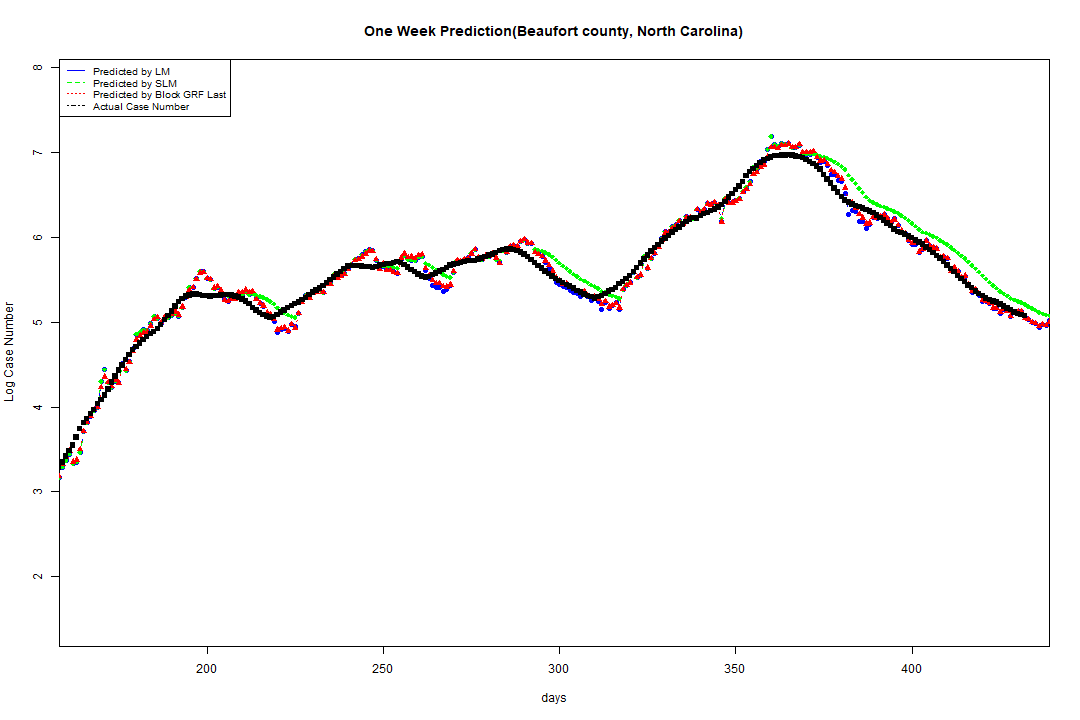 One Week Prediction(Beaufort county, North Carolina)
Predicted by LM
Predicted by SLM
Predicted by Block GRF Last
Actual Case Number
8
7
6
5
4
3
2
Log Case Number
200
250
300
350
400
days